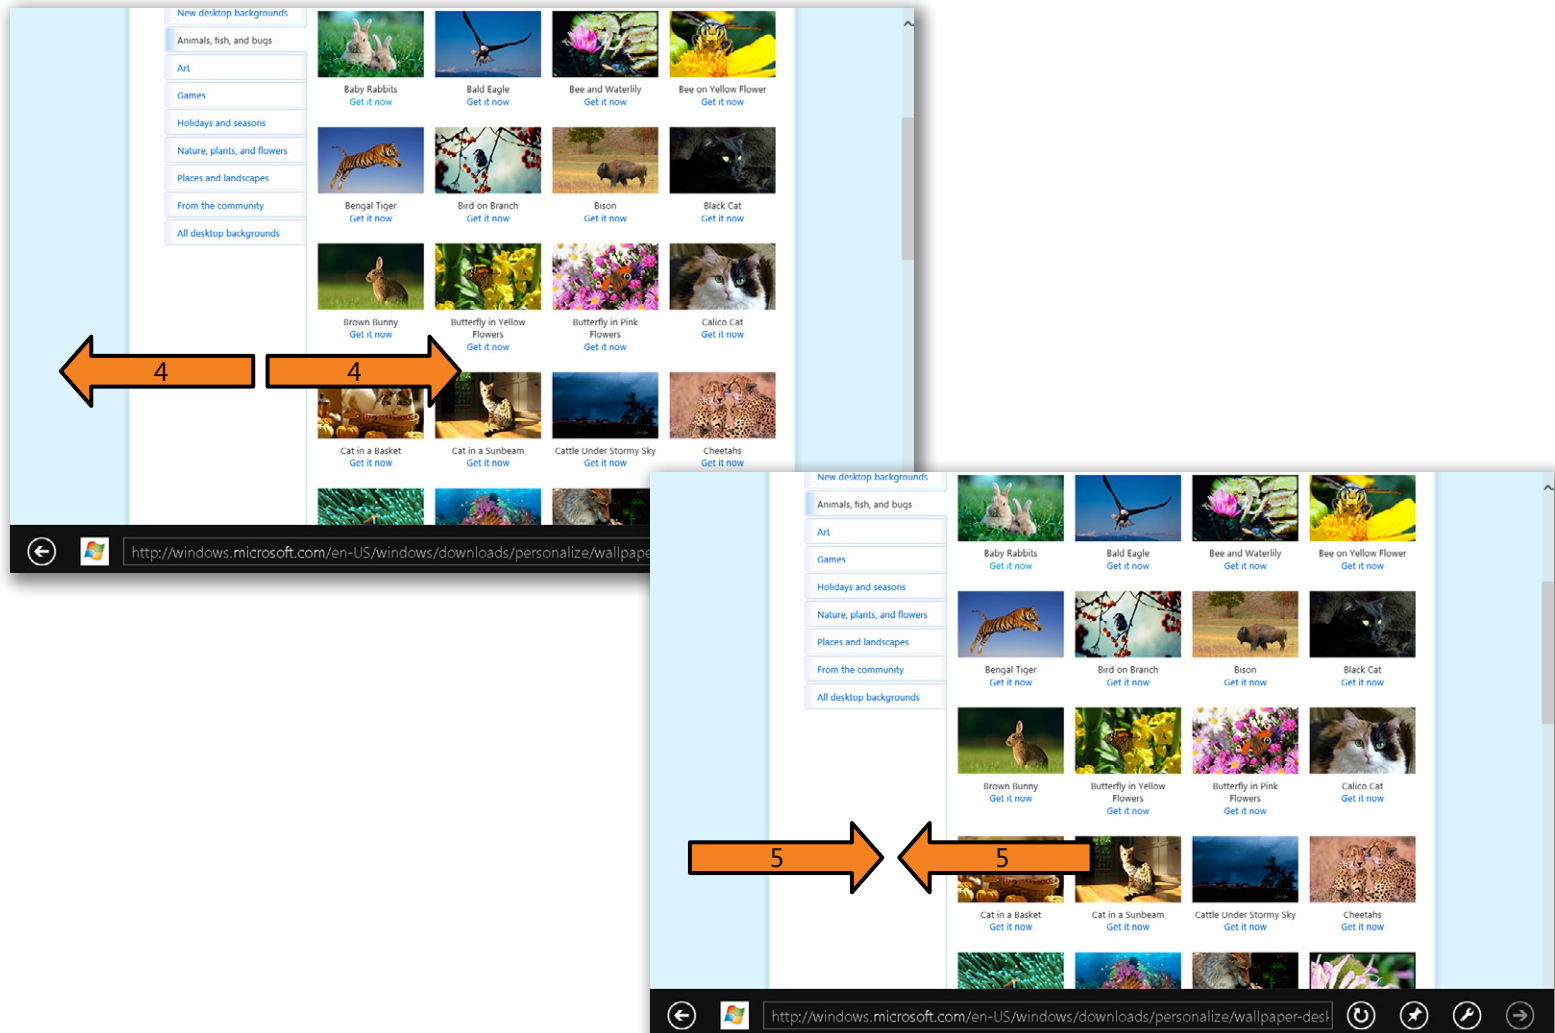 New desktop backgrounds
Animals, fish, and bugs
Art
Games
Holidays and seasons
Nature, plants, and flowers
Places and landscapes
From the community
All desktop backgrounds
Baby Rabbits Bald Eagle Bee and Waterlily Bee on Yellow Flower
Get it now Get it now Get it now Get it now
Bengal Tiger Bird on Branch Bison Black Cat
Get it now Get it now Get it now Get it now
Brown Bunny Butterfly in Yellow Butterfly in Pink Calico Cat
Get it now Flowers Flowers Get it now
Get it now Get it now
4 4
Cat in a Basket Cat in a Sunbeam Cattle Under Stormy Sky Cheetahs
Get it now Get it now Get it now Get it now
http://windows.microsoft.com/en-US/windows/downloads/personalize/wallpape
New desktop backgrounds
Animals, fish, and bugs
Art
Games
Holidays and seasons
Nature, plants, and flowers
Places and landscapes
From the community
All desktop backgrounds
Baby Rabbits Bald Eagle Bee and Waterlily Bee on Yellow Flower
Get it now Get it now Get it now Get it now
Bengal Tiger Bird on Branch Bison Black Cat
Get it now Get it now Get it now Get it now
Brown Bunny Butterfly in Yellow Butterfly in Pink Calico Cat
Get it now Flowers Flowers Get it now
Get it now Get it now
5 5
Cat in a Basket Cat in a Sunbeam Cattle Under Stormy Sky Cheetahs
Get it now Get it now Get it now Get it now
http://windows.microsoft.com/en-US/windows/downloads/personalize/wallpaper-desk